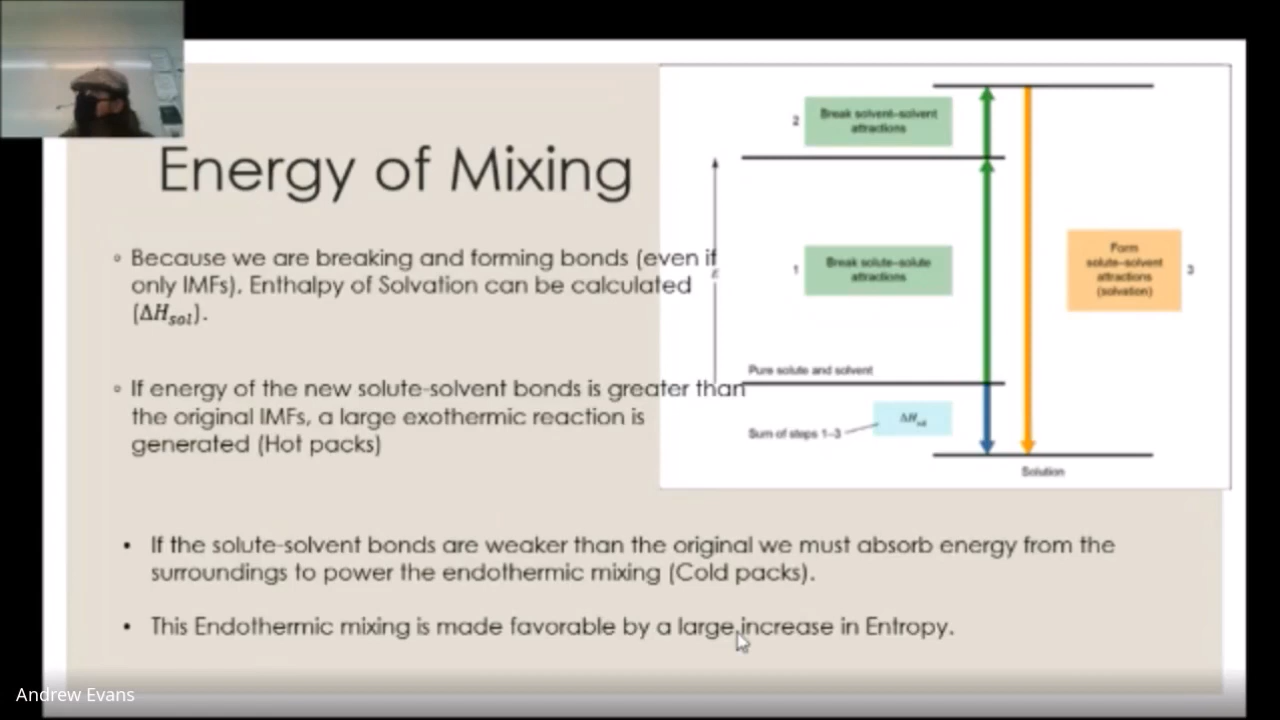 Energy of Mixing
◦ Because we are breaking and forming bonds (even if
only IMFs), Enthalpy of Solvation can be calculated
(ΔHsol).
◦ If energy of the new solute-solvent bonds is greater than
the original IMFs, a large exothermic reaction is
generated (Hot packs)
• If the solute-solvent bonds are weaker than the original we must absorb energy from the
surroundings to power the endothermic mixing (Cold packs).
• This Endothermic mixing is made favorable by a large increase in Entropy.
2
Break solvent–solvent
attractions
E
1
Break solute–solute
attractions
Form
solute–solvent
attractions
(solvation)
3
Pure solute and solvent
ΔHsol
Sum of steps 1–3
Solution
Andrew Evans